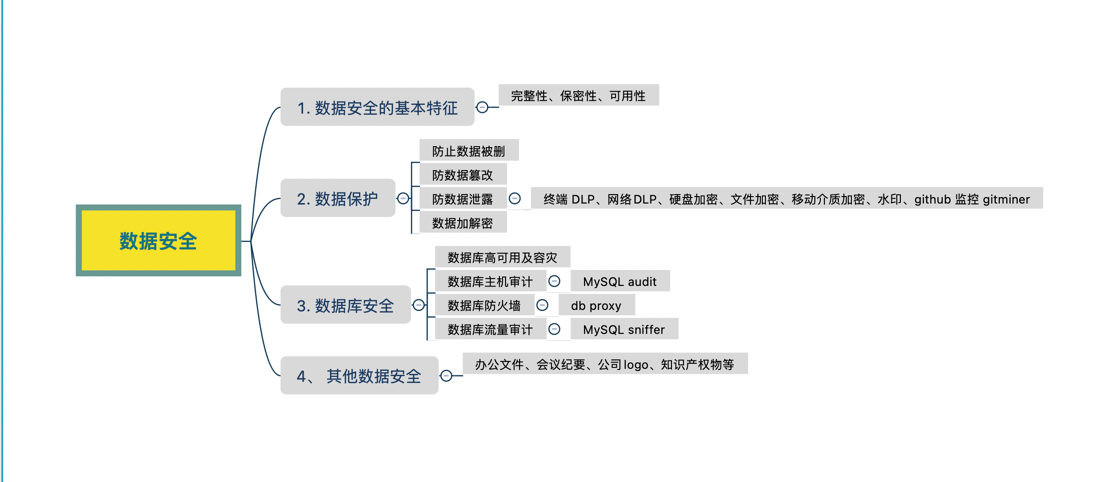 数据安全
1. 数据安全的基本特征
完整性、保密性、可用性
2. 数据保护
防止数据被删
防数据篡改
防数据泄露
终端 DLP、网络DLP、硬盘加密、文件加密、移动介质加密、水印、github 监控 gitminer
数据加解密
3. 数据库安全
数据库高可用及容灾
数据库主机审计
MySQL audit
数据库防火墙
db proxy
数据库流量审计
MySQL sniffer
4、 其他数据安全
办公文件、会议纪要、公司logo、知识产权物等